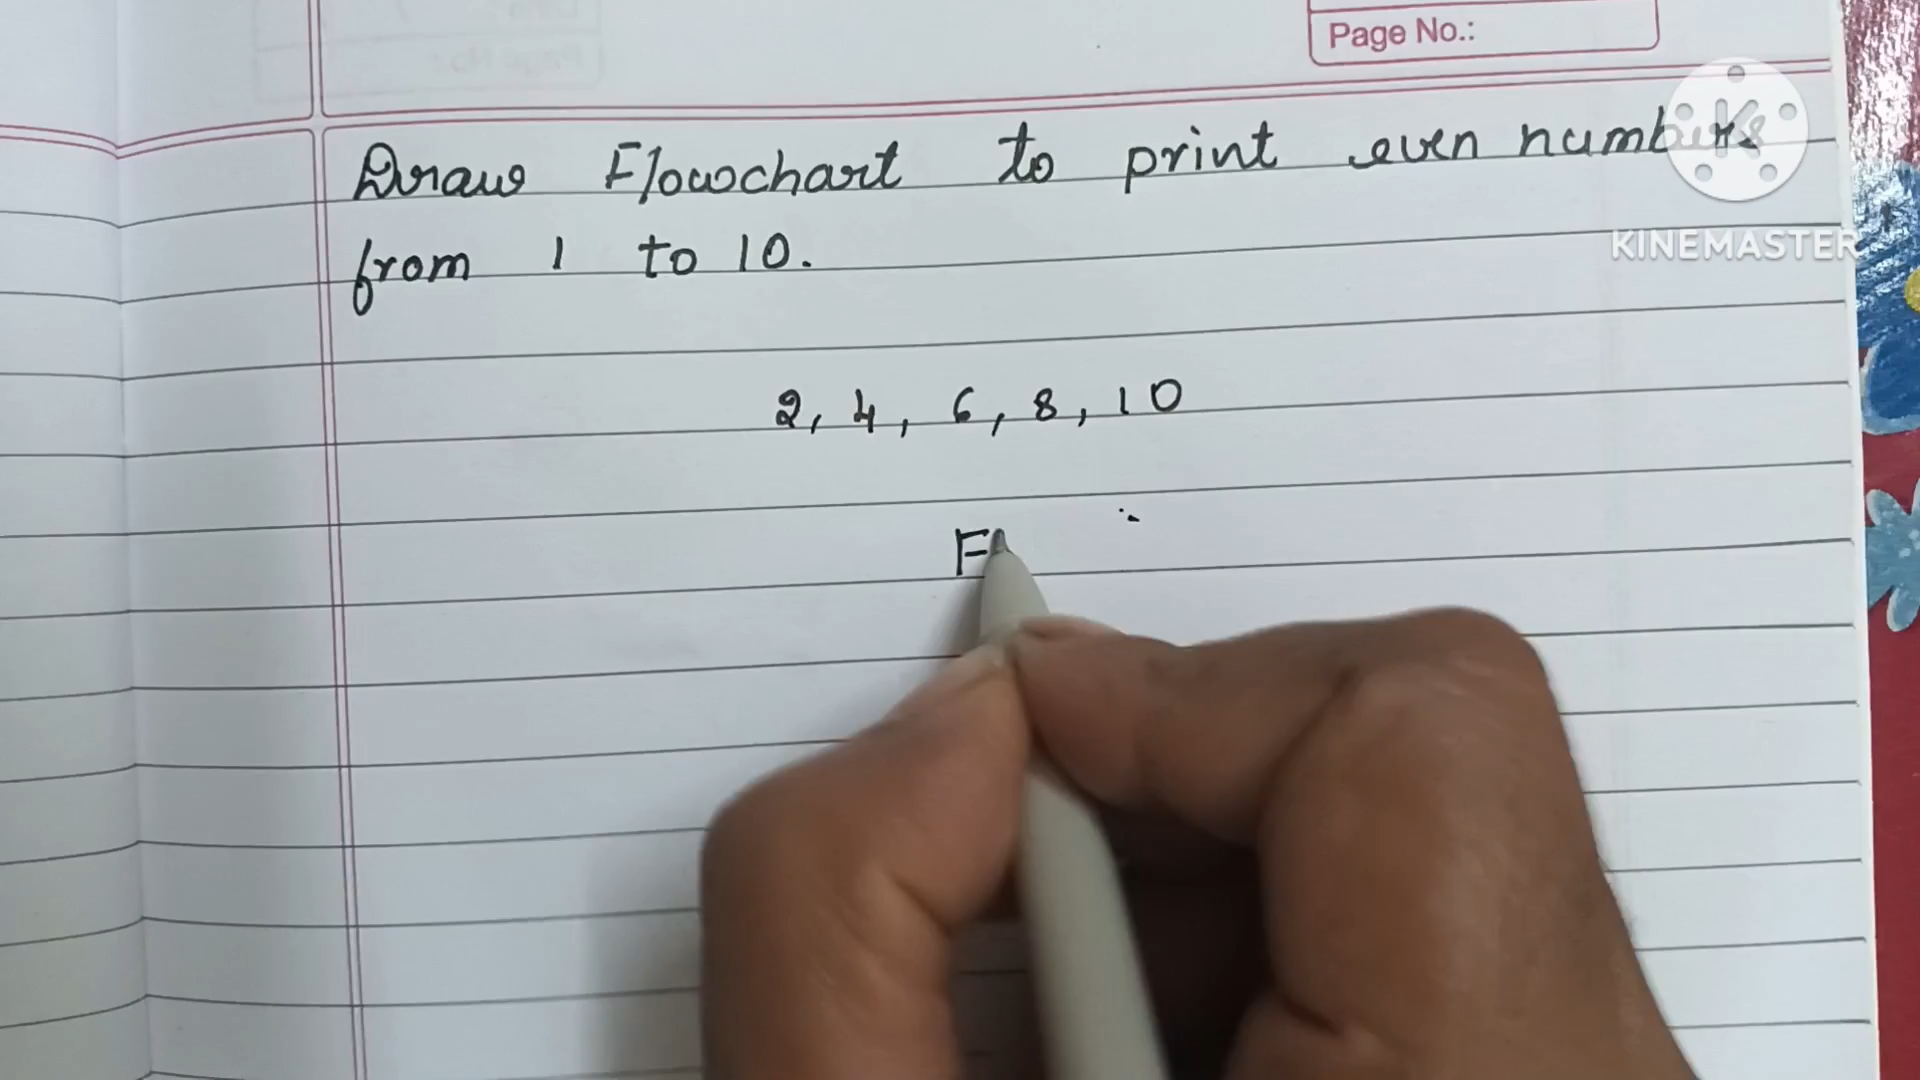 Page No.:
Draw Flowchart to print even numbers
from 1 to 10.
KINEMASTER
2, 4, 6, 8, 10
F